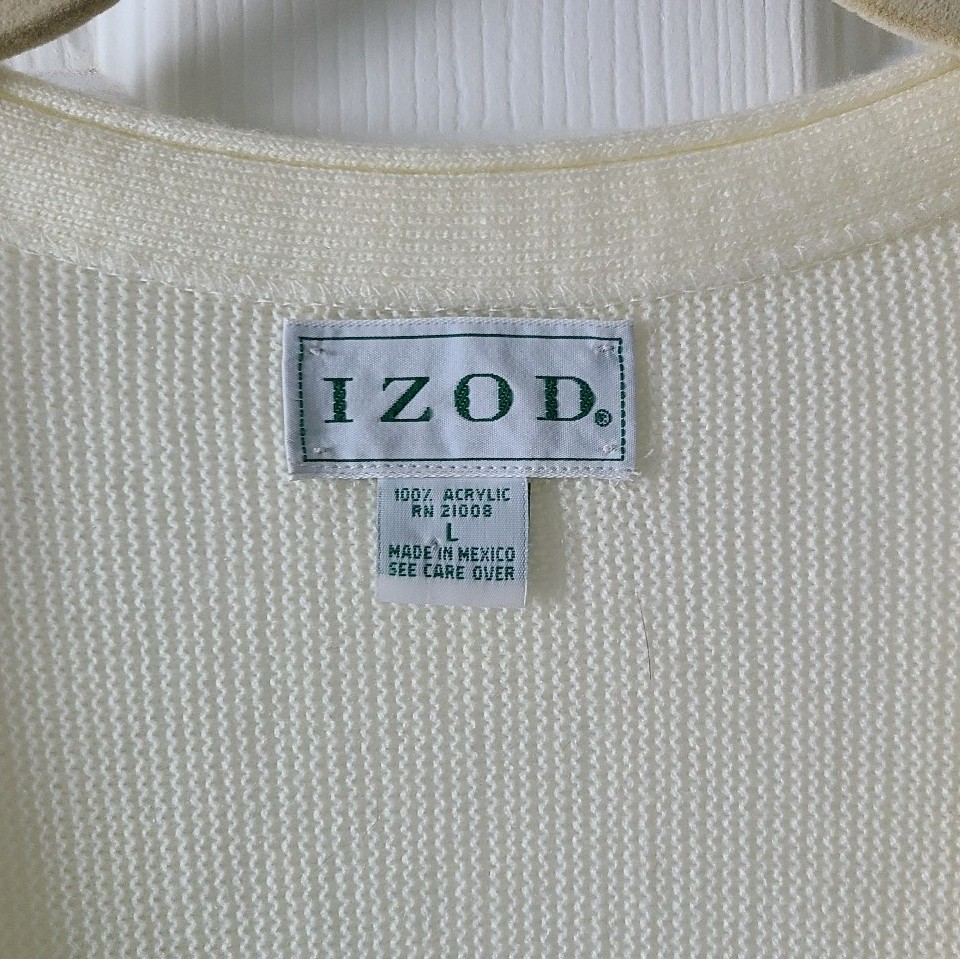 IZOD®
100% ACRYLIC
RN 21008
L
MADE IN MEXICO
SEE CARE OVER